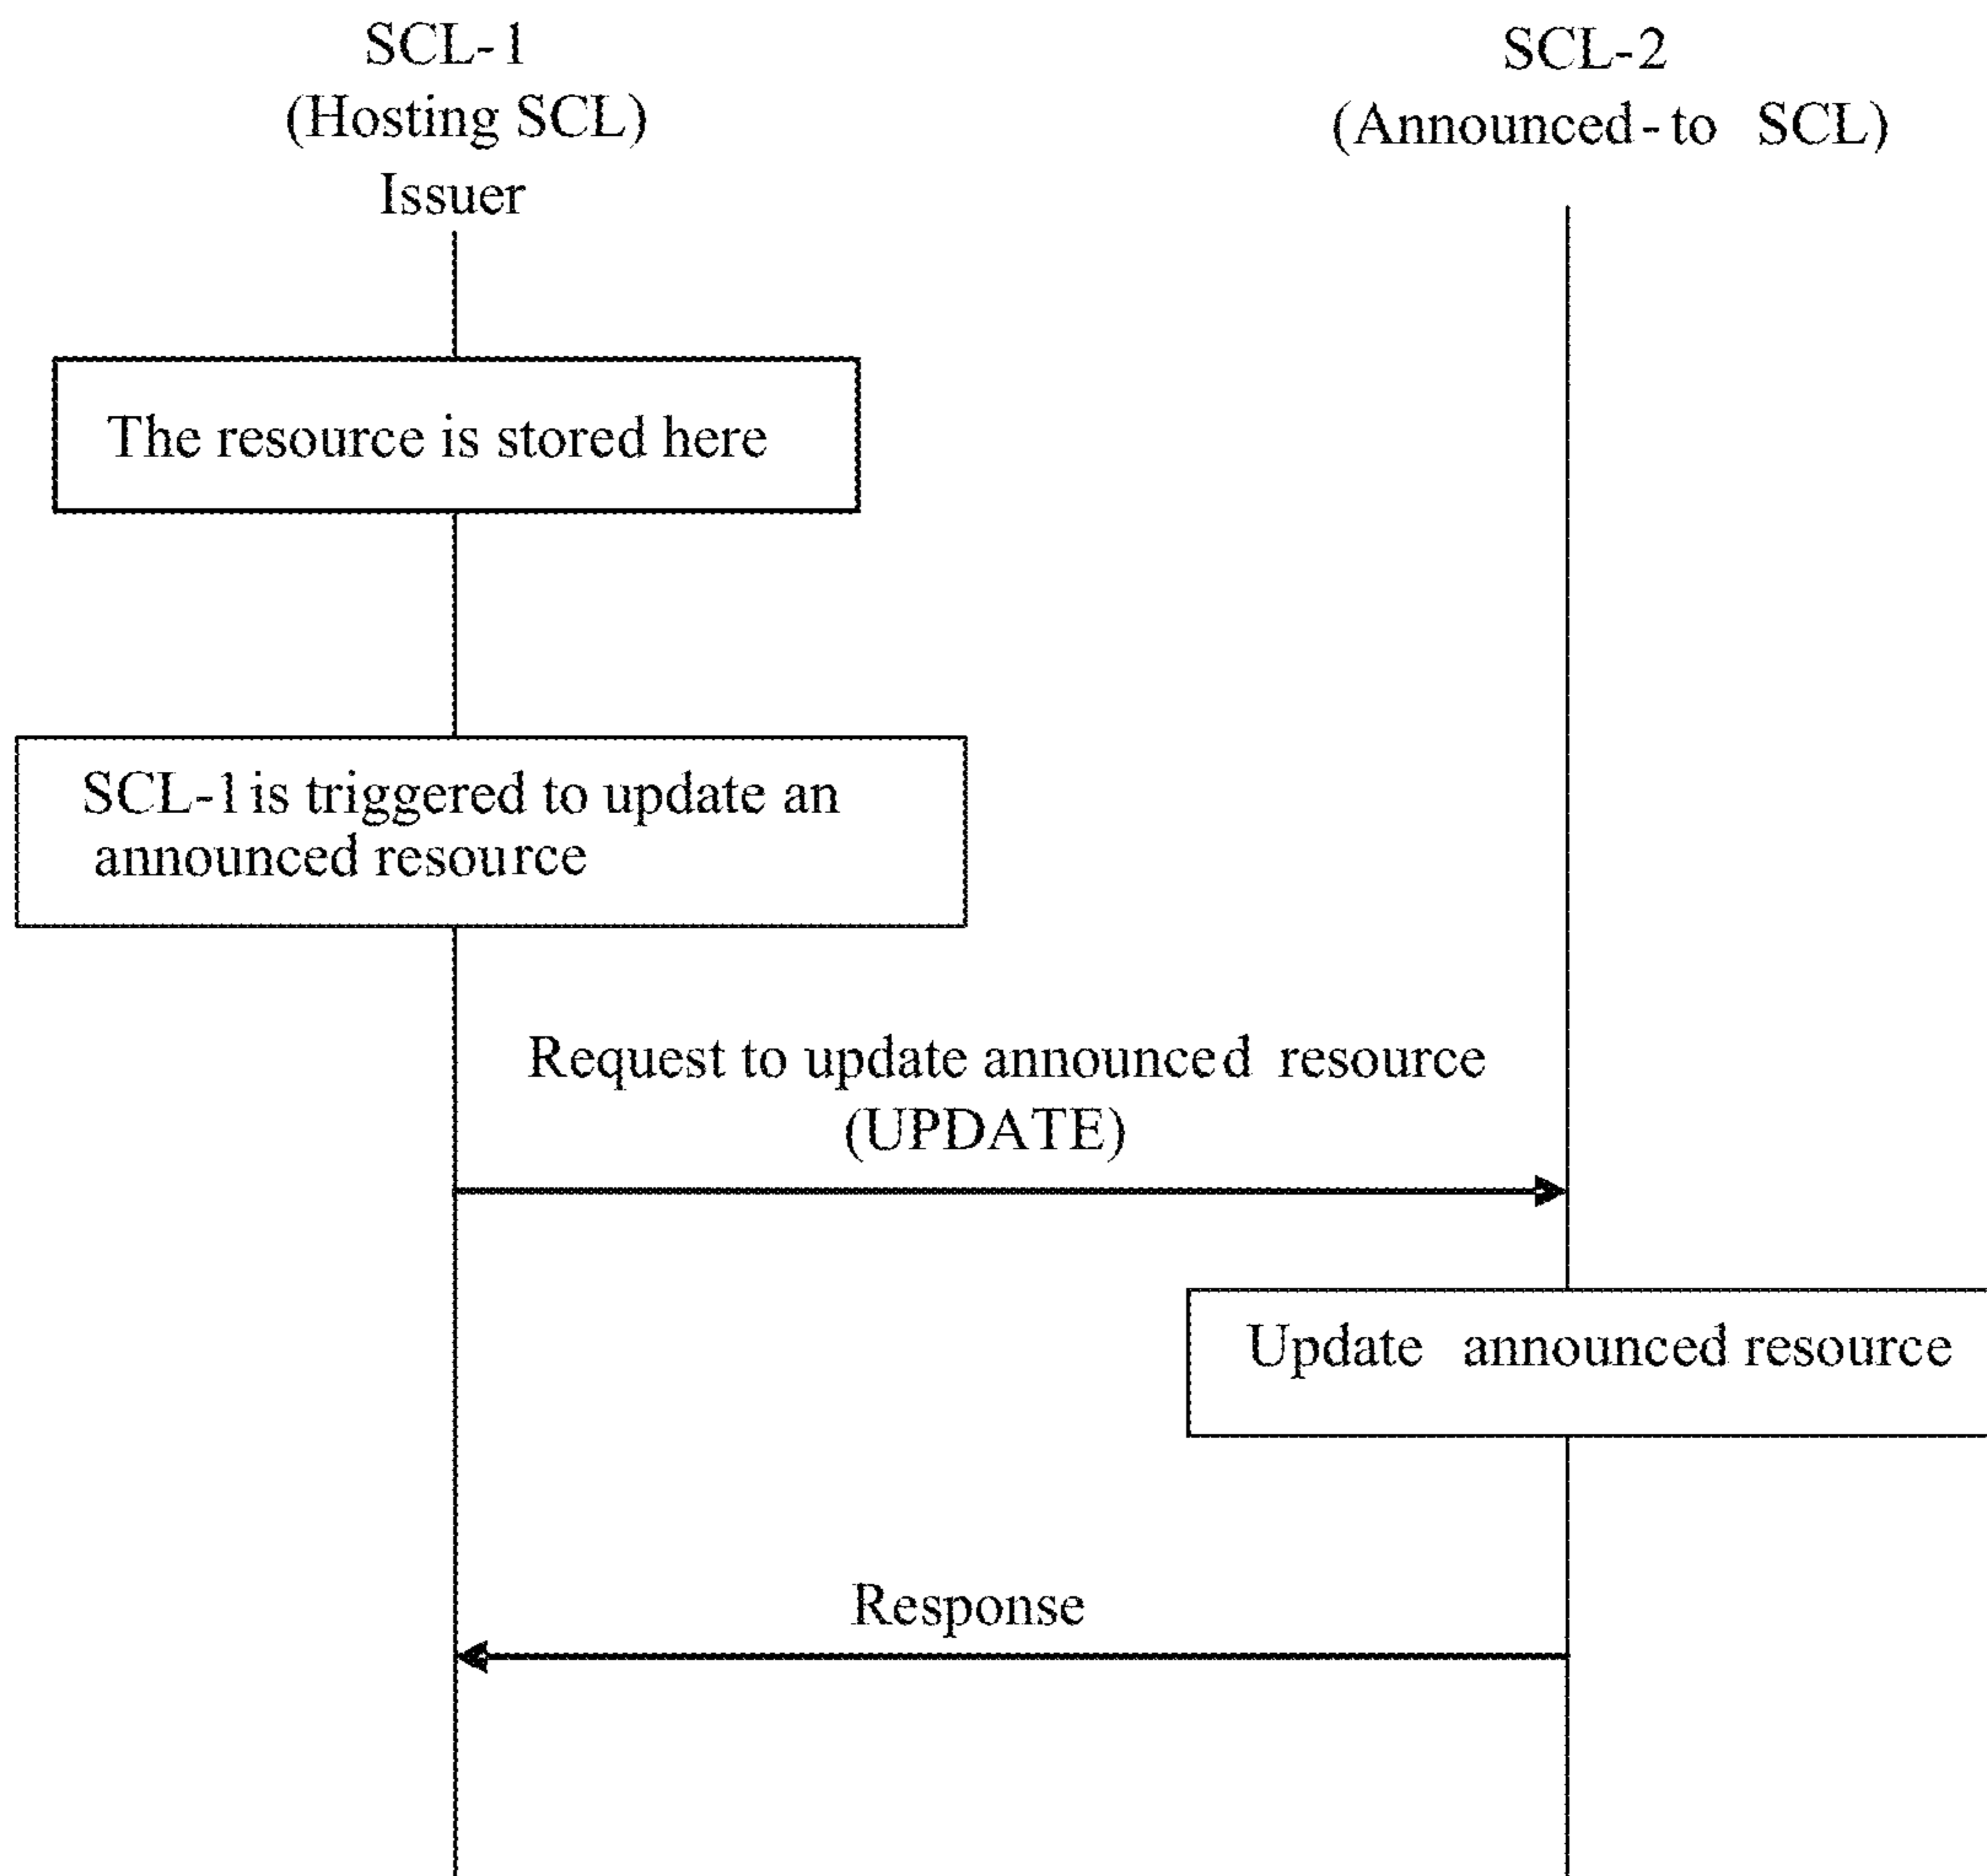 SCL-1
(Hosting SCL)
Issuer
SCL-2
(Announced-to SCL)
The resource is stored here
SCL-1 is triggered to update an
announced resource
Request to update announced resource
(UPDATE)
Update announced resource
Response